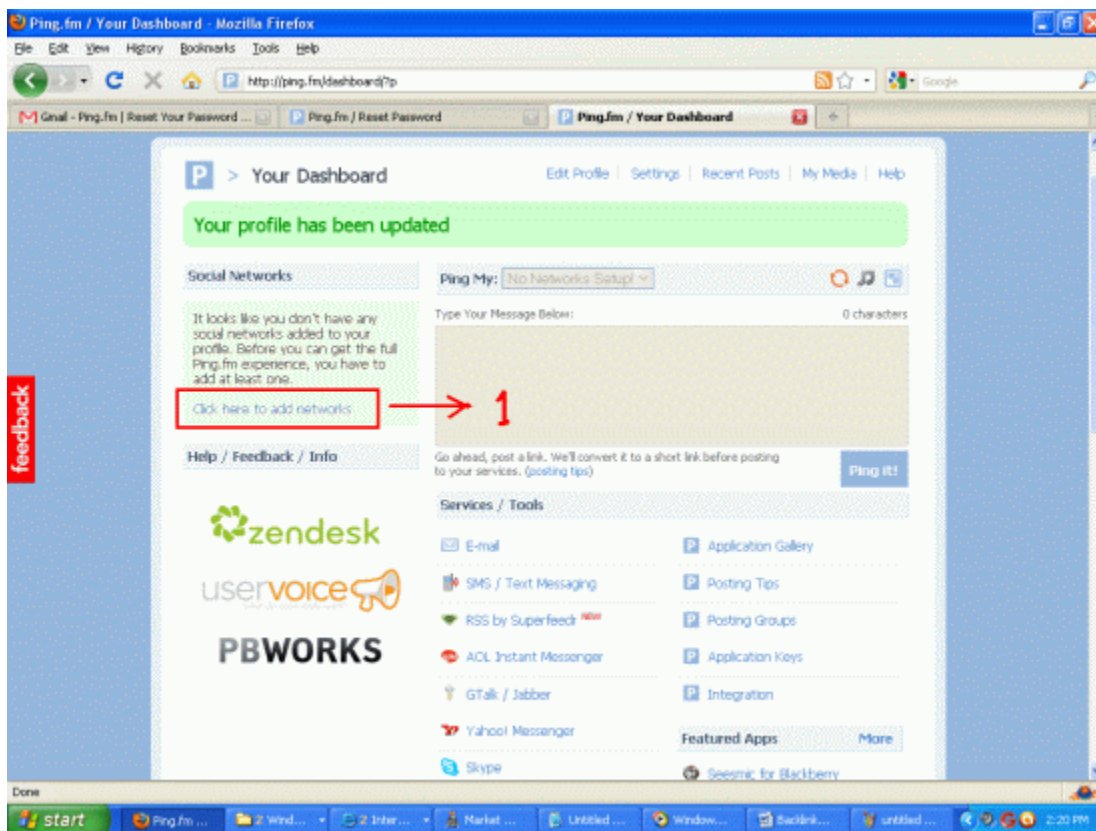 Ping.fm / Your Dashboard - Mozilla Firefox
File Edit View History Bookmarks Tools Help
http://ping.fm/dashboard/?p
Google
Gmail - Ping.fm | Reset Your Password ...
Ping.fm / Reset Password
Ping.fm / Your Dashboard
P > Your Dashboard
Edit Profile | Settings | Recent Posts | My Media | Help
Your profile has been updated
Social Networks
It looks like you don't have any
social networks added to your
profile. Before you can get the full
Ping.fm experience, you have to
add at least one.
Click here to add networks
1
feedback
Help / Feedback / Info
zendesk
uservoice
PBWORKS
Ping My: No Networks Setup!
Type Your Message Below:
0 characters
Go ahead, post a link. We'll convert it to a short link before posting
to your services. (posting tips)
Ping it!
Services / Tools
E-mail
SMS / Text Messaging
RSS by Superfeedr NEW
AOL Instant Messenger
GTalk / Jabber
Yahoo! Messenger
Skype
Application Gallery
Posting Tips
Posting Groups
Application Keys
Integration
Featured Apps
More
Seesmic for Blackberry
Done
start
Ping.fm ...
2 Wind...
2 Inter...
Market ...
Untitled ...
Window...
Backlink...
untitled ...
2:20 PM